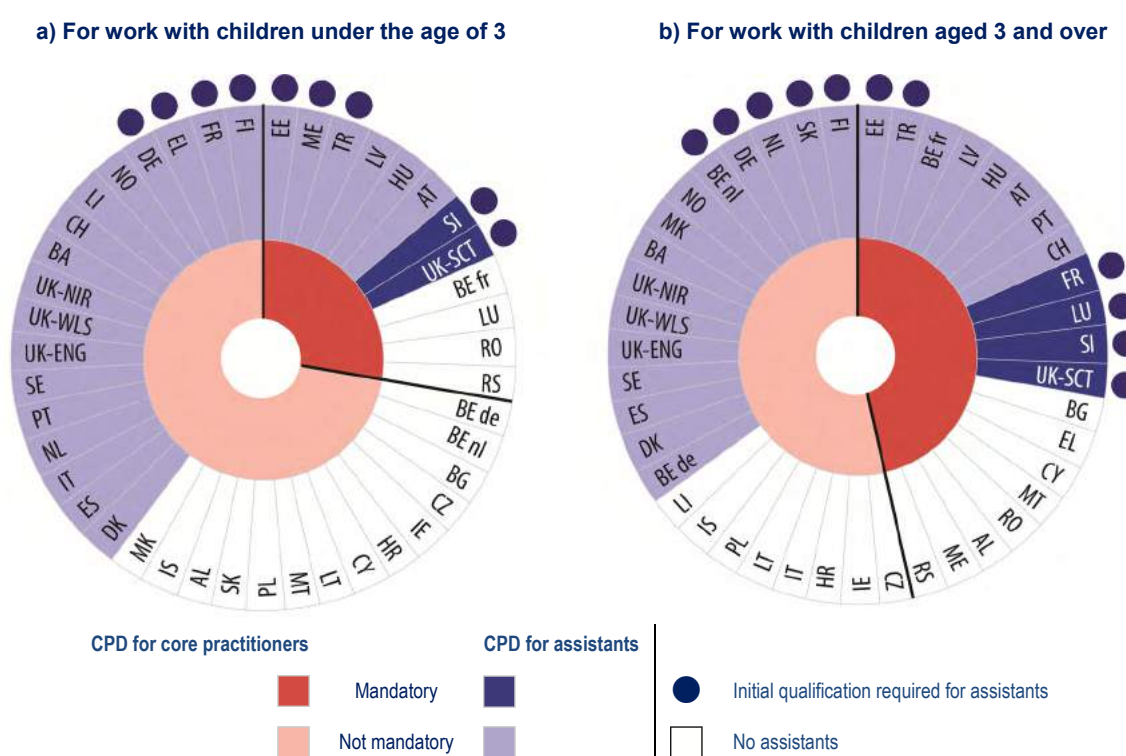 a) For work with children under the age of 3
b) For work with children aged 3 and over
EE
ME
TR
LV
HU
AT
SI
UK-SCT
BE fr
LU
RO
RS
BE de
BE nl
BG
CZ
IE
HR
CY
LT
MT
PL
SK
AL
IS
MK
DK
ES
IT
NL
PT
SE
UK-ENG
UK-WLS
UK-NIR
BA
CH
LI
NO
DE
EL
FR
FI
EE
TR
BE fr
LV
HU
AT
PT
CH
FR
LU
SI
UK-SCT
BG
EL
CY
MT
RO
AL
ME
RS
CZ
IE
HR
IT
LT
PL
IS
LI
BE de
DK
ES
SE
UK-ENG
UK-WLS
UK-NIR
BA
MK
NO
BE nl
DE
NL
SK
FI
CPD for core practitioners
CPD for assistants
Mandatory
Initial qualification required for assistants
Not mandatory
No assistants